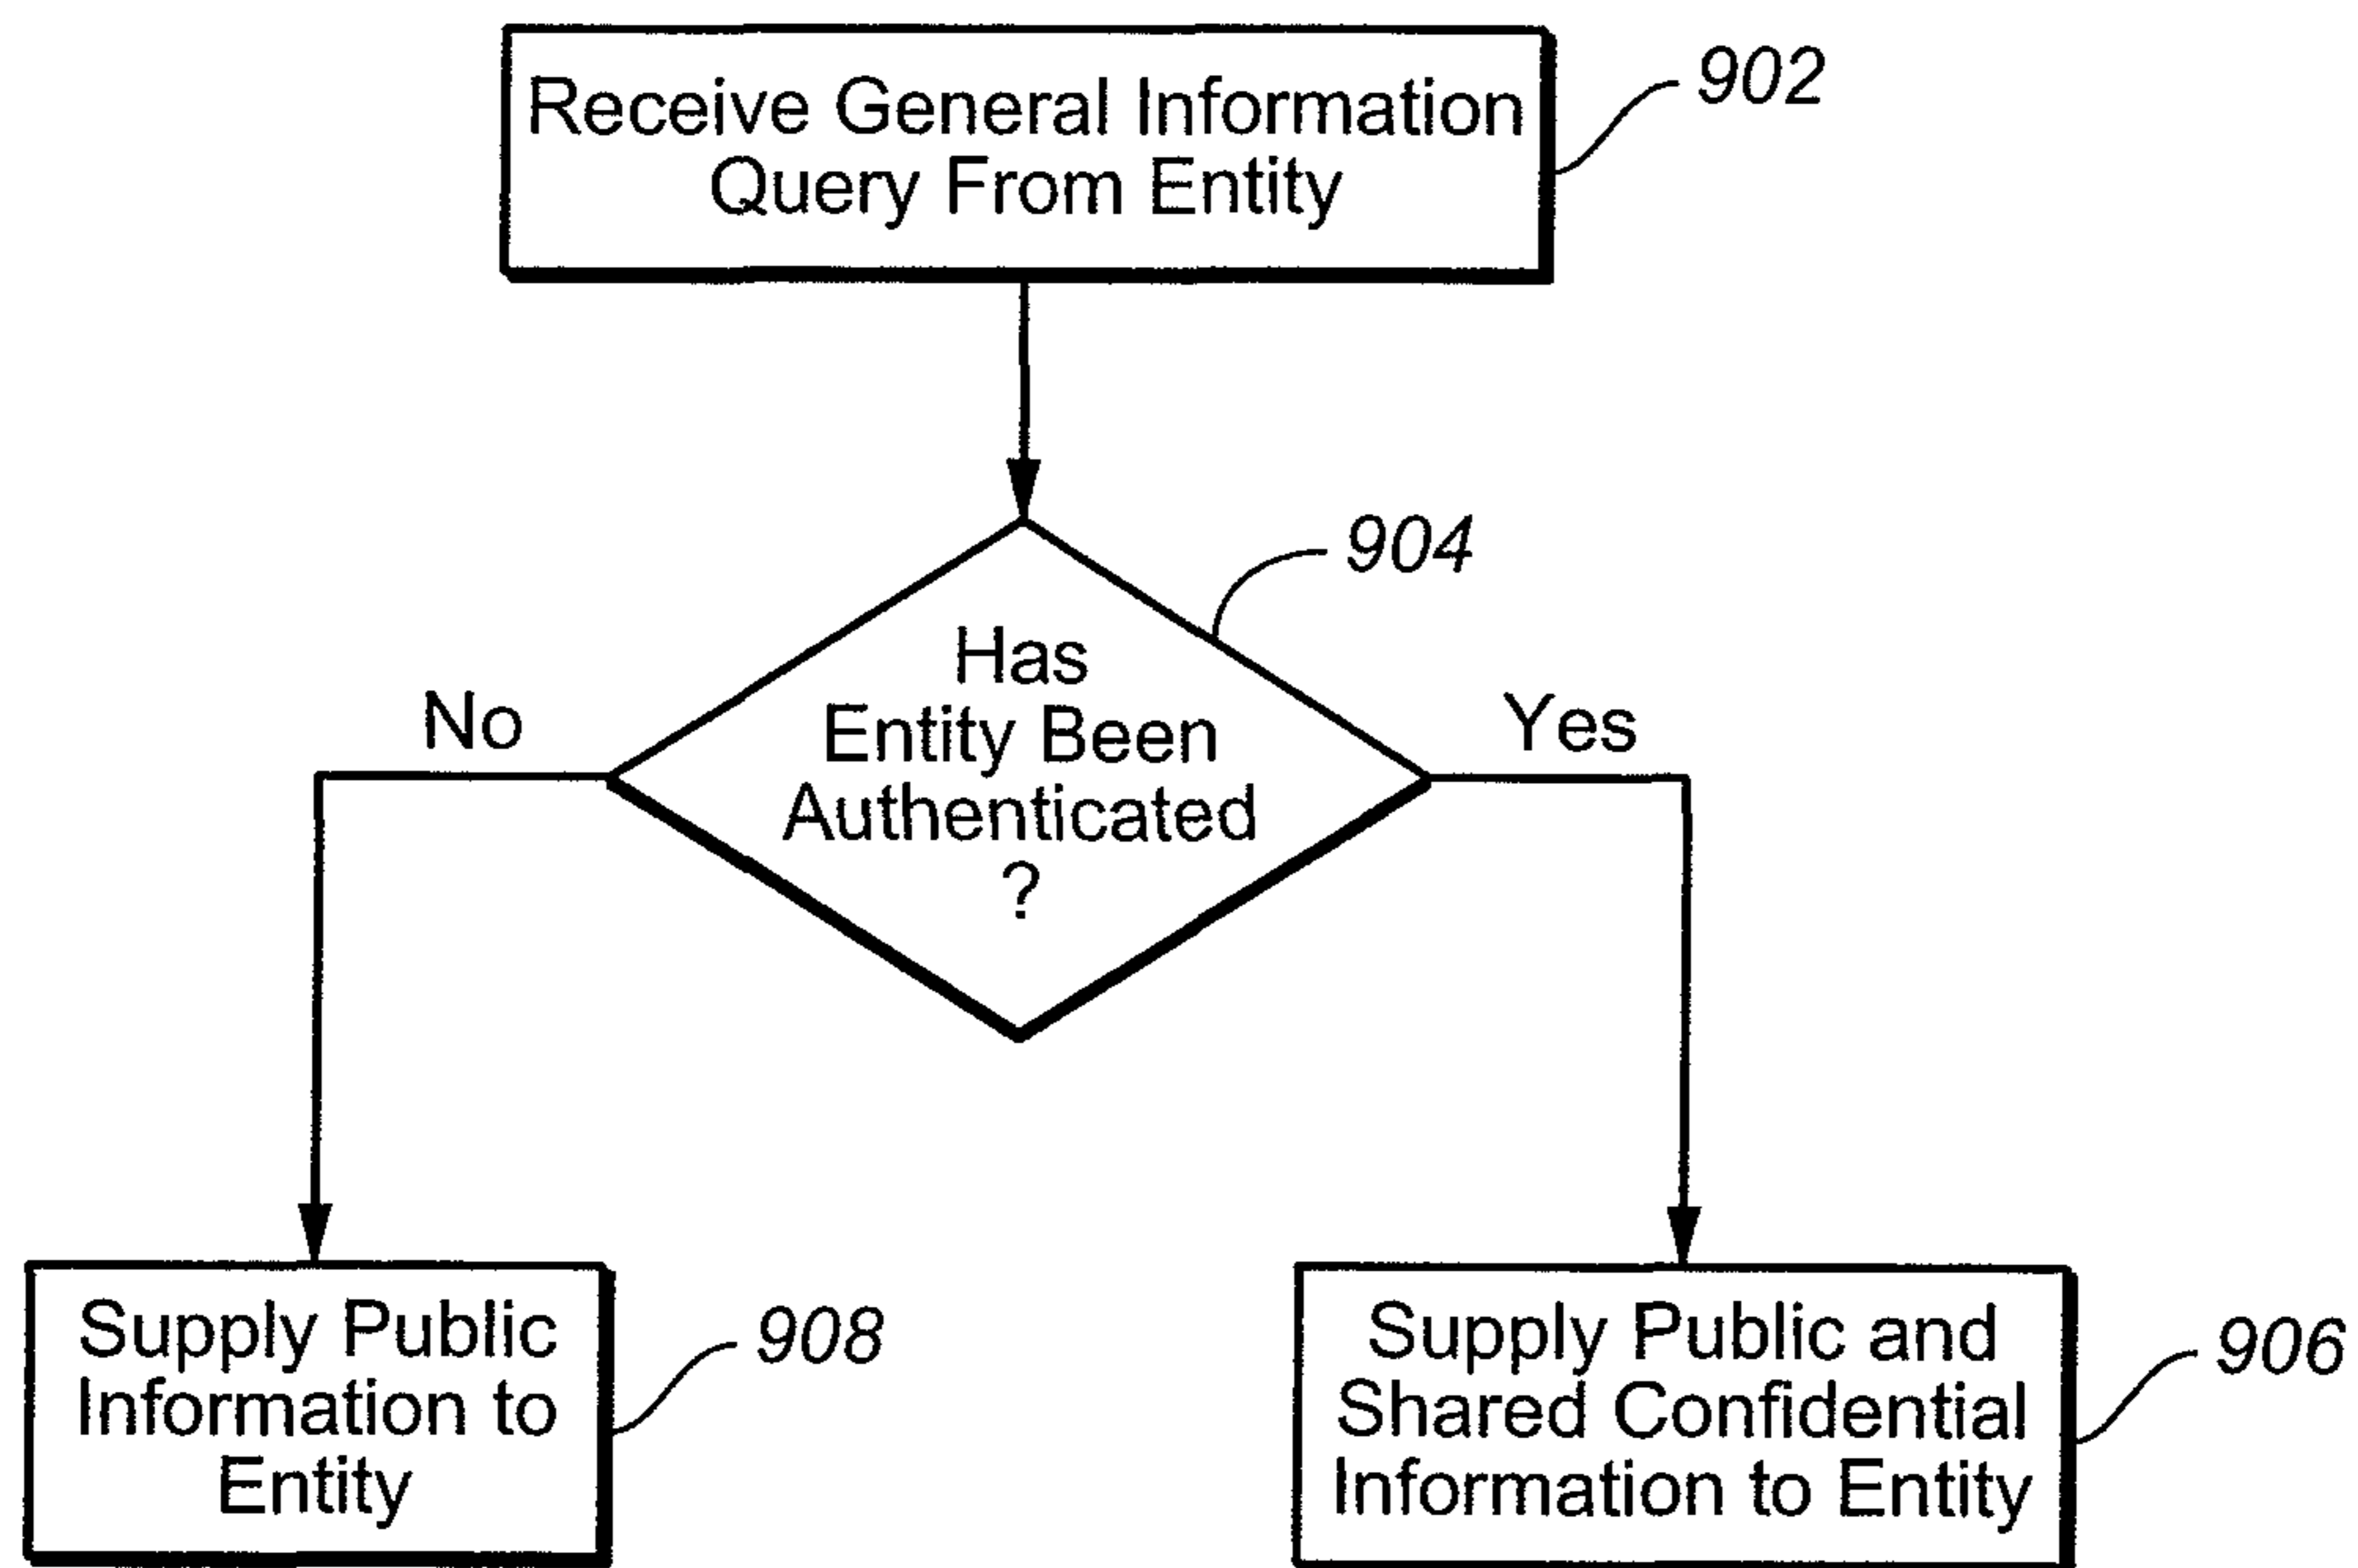 Receive General Information
Query From Entity
902
904
Has
Entity Been
Authenticated
?
No
Yes
Supply Public
Information to
Entity
908
Supply Public and
Shared Confidential
Information to Entity
906